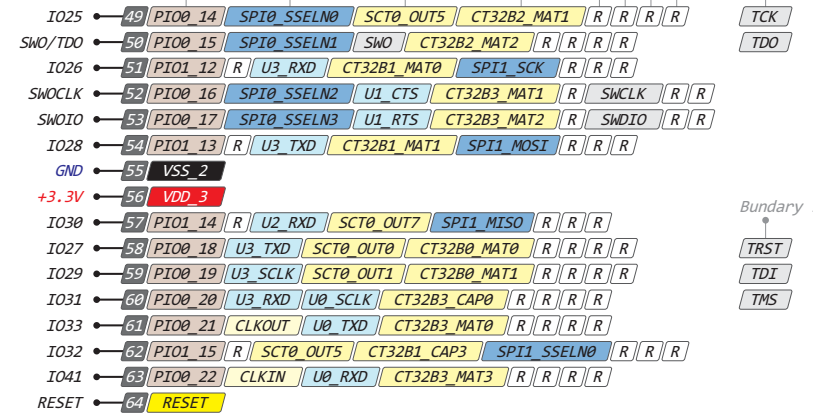 IO25 49 PIO0_14 SPI0_SSELN0 SCT0_OUT5 CT32B2_MAT1 R R R R TCK
SWO/TDO 50 PIO0_15 SPI0_SSELN1 SWO CT32B2_MAT2 R R R R TDO
IO26 51 PIO1_12 R U3_RXD CT32B1_MAT0 SPI1_SCK R R R
SWOCLK 52 PIO0_16 SPI0_SSELN2 U1_CTS CT32B3_MAT1 R SWCLK R R
SWOIO 53 PIO0_17 SPI0_SSELN3 U1_RTS CT32B3_MAT2 R SWDIO R R
IO28 54 PIO1_13 R U3_TXD CT32B1_MAT1 SPI1_MOSI R R R
GND 55 VSS_2
+3.3V 56 VDD_3
Bundary
IO30 57 PIO1_14 R U2_RXD SCT0_OUT7 SPI1_MISO R R R
IO27 58 PIO0_18 U3_TXD SCT0_OUT0 CT32B0_MAT0 R R R R TRST
IO29 59 PIO0_19 U3_SCLK SCT0_OUT1 CT32B0_MAT1 R R R R TDI
IO31 60 PIO0_20 U3_RXD U0_SCLK CT32B3_CAP0 R R R R TMS
IO33 61 PIO0_21 CLKOUT U0_TXD CT32B3_MAT0 R R R R
IO32 62 PIO1_15 R SCT0_OUT5 CT32B1_CAP3 SPI1_SSELN0 R R R
IO41 63 PIO0_22 CLKIN U0_RXD CT32B3_MAT3 R R R R
RESET 64 RESET